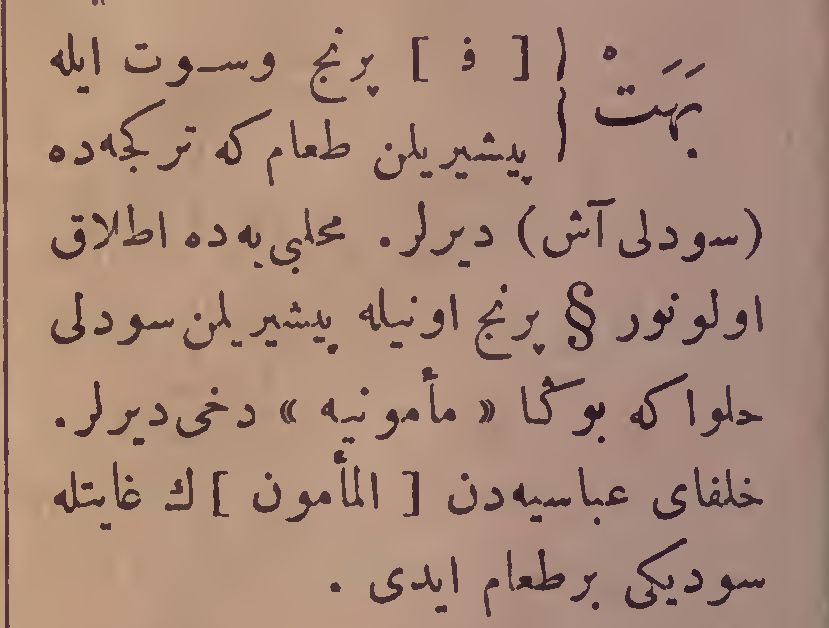 بَهَتْ [ ف ] پرنج وسوت ایله
پیشیریلن طعام که ترکجه‌ده
(سودلی آش) دیرلر. محلبی‌یه‌ده اطلاق
اولونور § پرنج اونیله پیشیریلن سودلی
حلوا که بوڭا « مأمونیه » دخی دیرلر.
خلفای عباسیه‌دن [ المأمون ] ك غایتله
سودیکی برطعام ایدی .